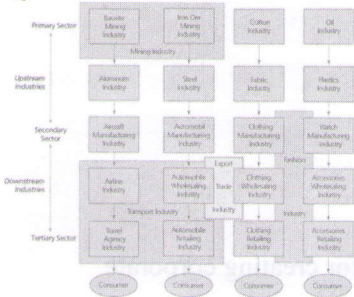 Primary Sector
Bauxite
Mining
Industry
Iron Ore
Mining
Industry
Cotton
Industry
Oil
Industry
Mining Industry
Upstream
Industries
Aluminum
Industry
Steel
Industry
Fabric
Industry
Plastics
Industry
Secondary
Sector
Aircraft
Manufacturing
Industry
Automobil
Manufacturing
Industry
Clothing
Manufacturing
Industry
Watch
Manufacturing
Industry
Export
Trade
Industry
Fashion
Industry
Downstream
Industries
Airline
Industry
Automobile
Wholesaling
Industry
Clothing
Wholesaling
Industry
Accessories
Wholesaling
Industry
Transport Industry
Tertiary Sector
Travel
Agency
Industry
Automobile
Retailing
Industry
Clothing
Retailing
Industry
Accessories
Retailing
Industry
Consumer
Consumer
Consumer
Consumer